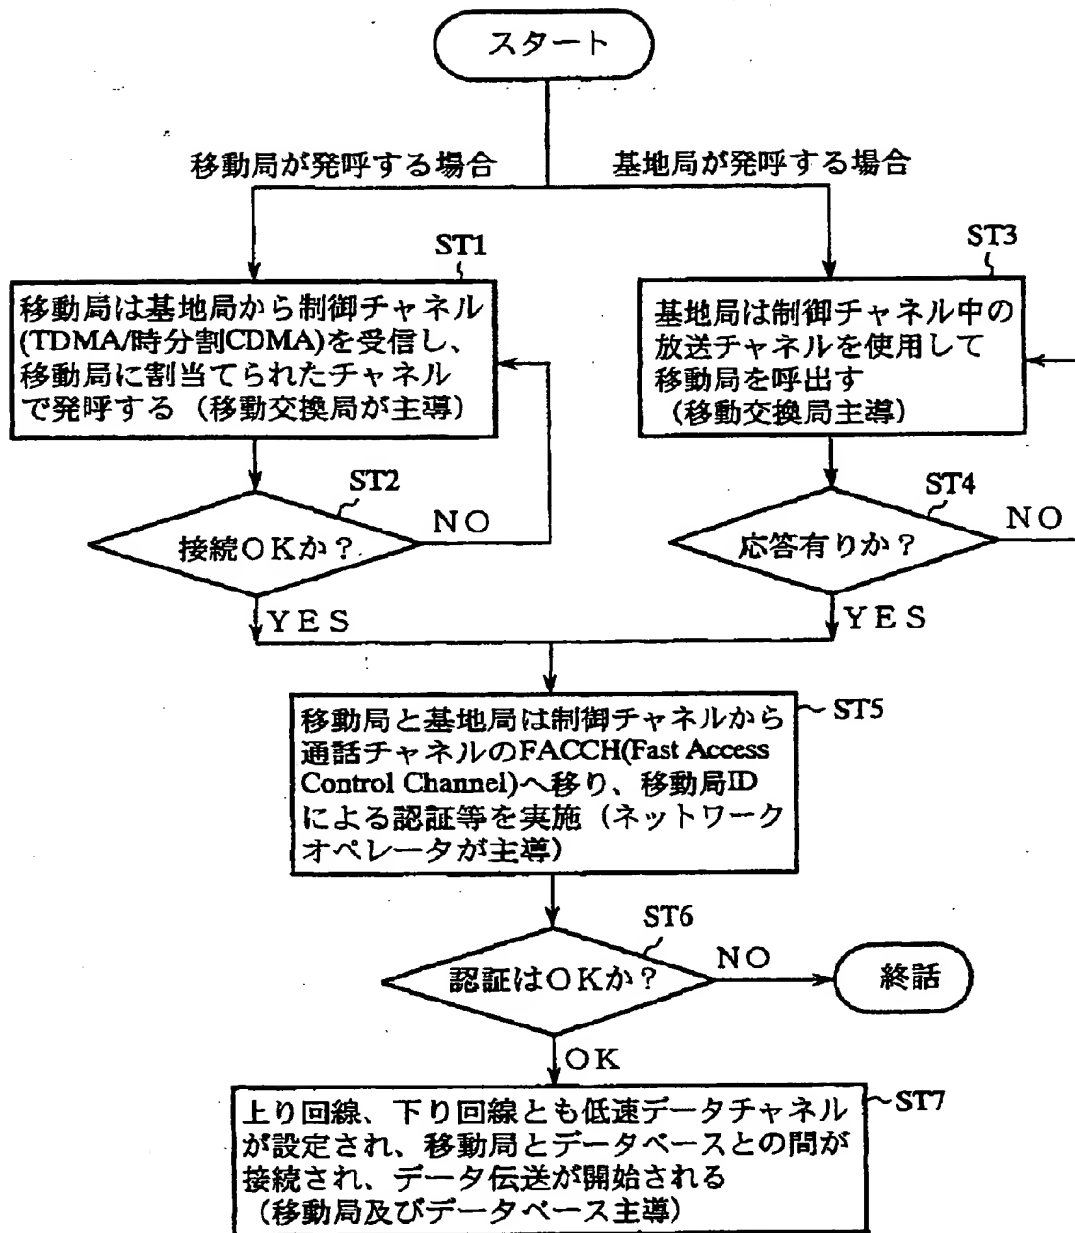 スタート
移動局が発呼する場合
基地局が発呼する場合
ST1
移動局は基地局から制御チャネル
(TDMA/時分割CDMA)を受信し、
移動局に割当てられたチャネル
で発呼する（移動交換局が主導）
ST3
基地局は制御チャネル中の
放送チャネルを使用して
移動局を呼出す
（移動交換局主導）
ST2
接続OKか？
NO
YES
ST4
応答有りか？
NO
YES
ST5
移動局と基地局は制御チャネルから
通話チャネルのFACCH(Fast Access
Control Channel)へ移り、移動局ID
による認証等を実施（ネットワーク
オペレータが主導）
ST6
認証はOKか？
NO
終話
OK
ST7
上り回線、下り回線とも低速データチャネル
が設定され、移動局とデータベースとの間が
接続され、データ伝送が開始される
（移動局及びデータベース主導）